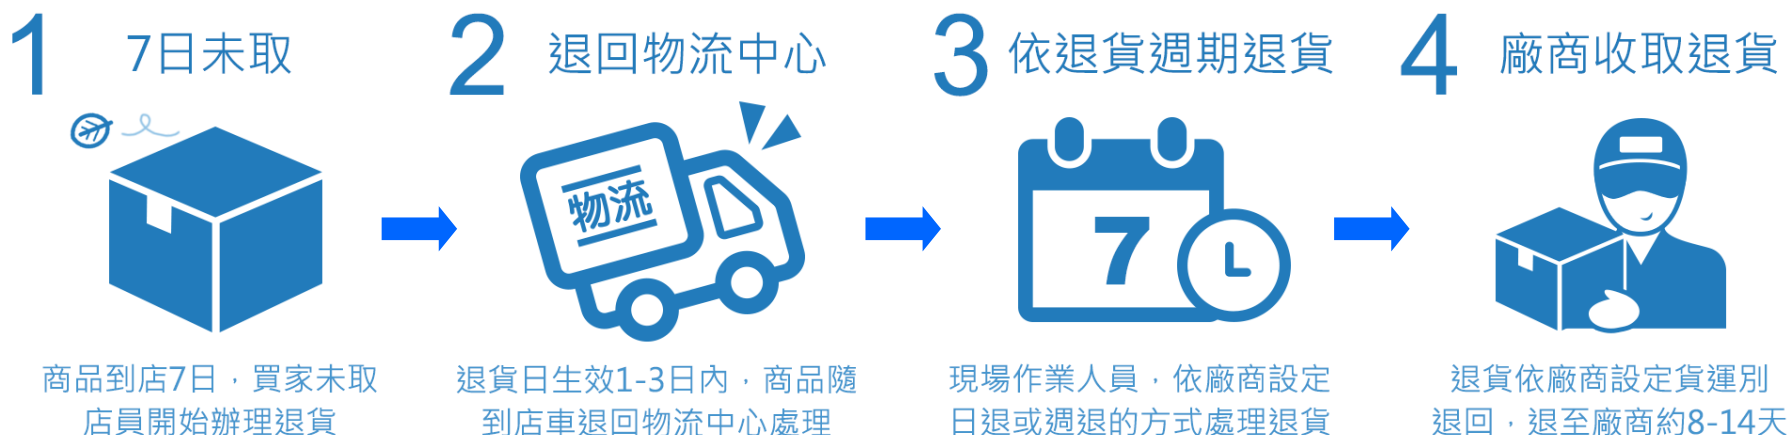 1 7日未取
2 退回物流中心
3 依退貨週期退貨
4 廠商收取退貨
物流
7
商品到店7日，買家未取
店員開始辦理退貨
退貨日生效1-3日內，商品隨
到店車退回物流中心處理
現場作業人員，依廠商設定
日退或週退的方式處理退貨
退貨依廠商設定貨運別
退回，退至廠商約8-14天